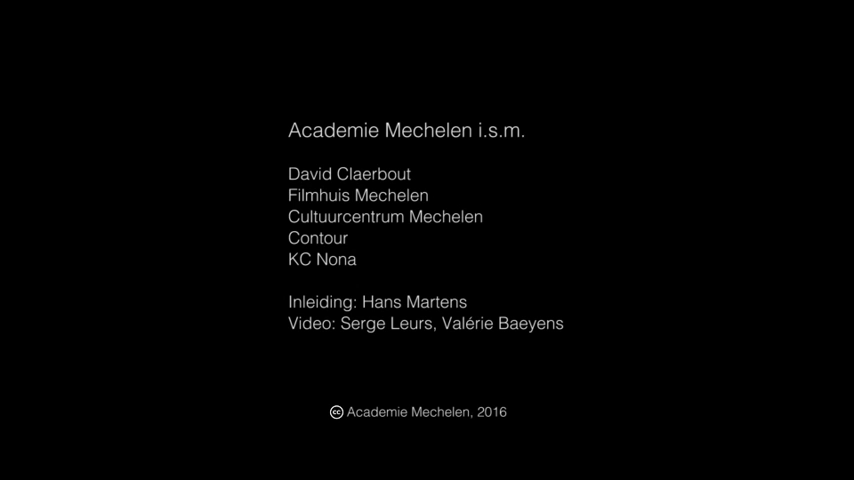 Academie Mechelen i.s.m.
David Claerbout
Filmhuis Mechelen
Cultuurcentrum Mechelen
Contour
KC Nona
Inleiding: Hans Martens
Video: Serge Leurs, Valérie Baeyens
cc Academie Mechelen, 2016